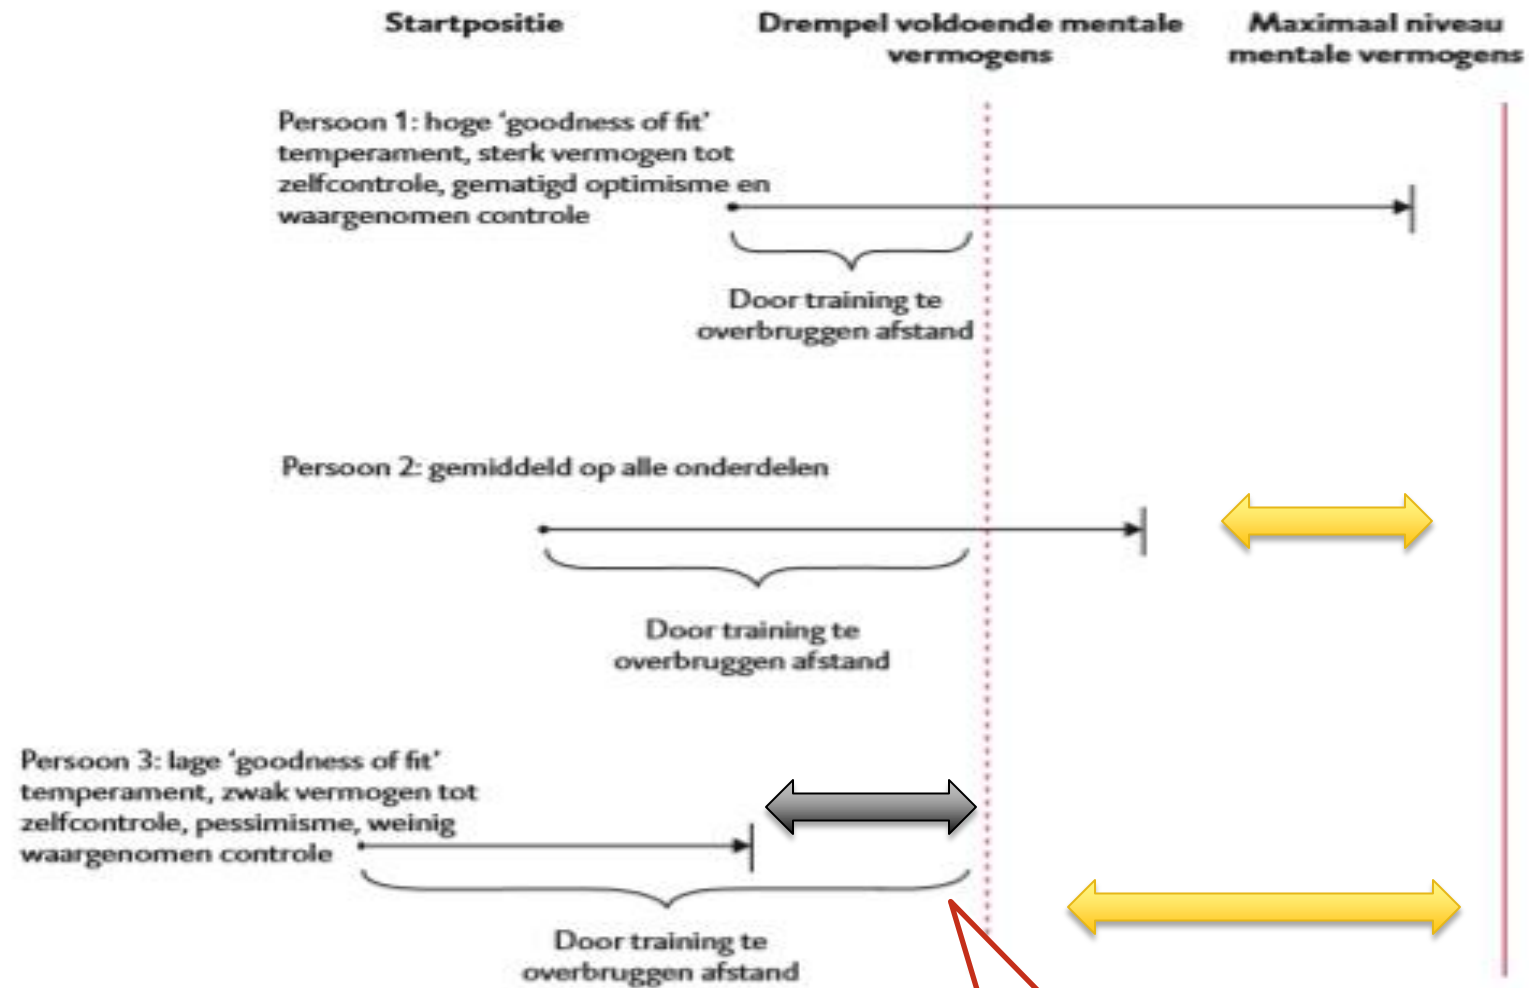 Startpositie
Drempel voldoende mentale
vermogens
Maximaal niveau
mentale vermogens
Persoon 1: hoge ‘goodness of fit’
temperament, sterk vermogen tot
zelfcontrole, gematigd optimisme en
waargenomen controle
Door training te
overbruggen afstand
Persoon 2: gemiddeld op alle onderdelen
Door training te
overbruggen afstand
Persoon 3: lage ‘goodness of fit’
temperament, zwak vermogen tot
zelfcontrole, pessimisme, weinig
waargenomen controle
Door training te
overbruggen afstand